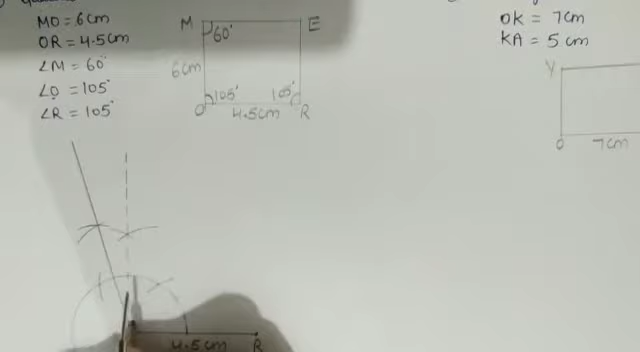 MO = 6cm
OR = 4.5cm
∠M = 60°
∠O = 105°
∠R = 105°
M
E
60°
6cm
105°
105°
O
4.5cm
R
OK = 7cm
KA = 5cm
Y
O
7cm
4.5cm
R